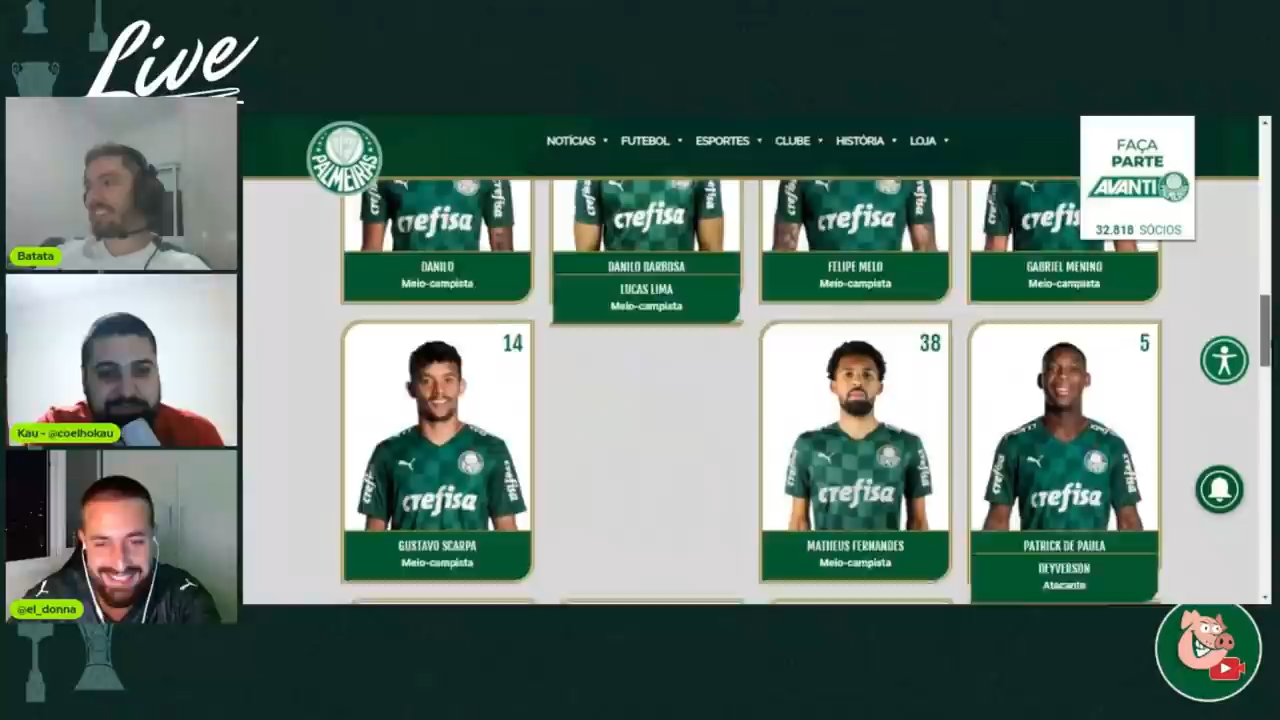 Live
Batata
Kau - @coelhokau
@el_donna
PALMEIRAS
NOTÍCIAS
FUTEBOL
ESPORTES
CLUBE
HISTÓRIA
LOJA
FAÇA
PARTE
AVANTI
32.818 SÓCIOS
crefisa
crefisa
crefisa
crefisa
DANILO
Meio-campista
DANILO BARBOSA
LUCAS LIMA
Meio-campista
FELIPE MELO
Meio-campista
GABRIEL MENINO
Meio-campista
14
crefisa
crefisa
GUSTAVO SCARPA
Meio-campista
38
crefisa
MATHEUS FERNANDES
Meio-campista
5
crefisa
crefisa
PATRICK DE PAULA
DEYVERSON
Atacante